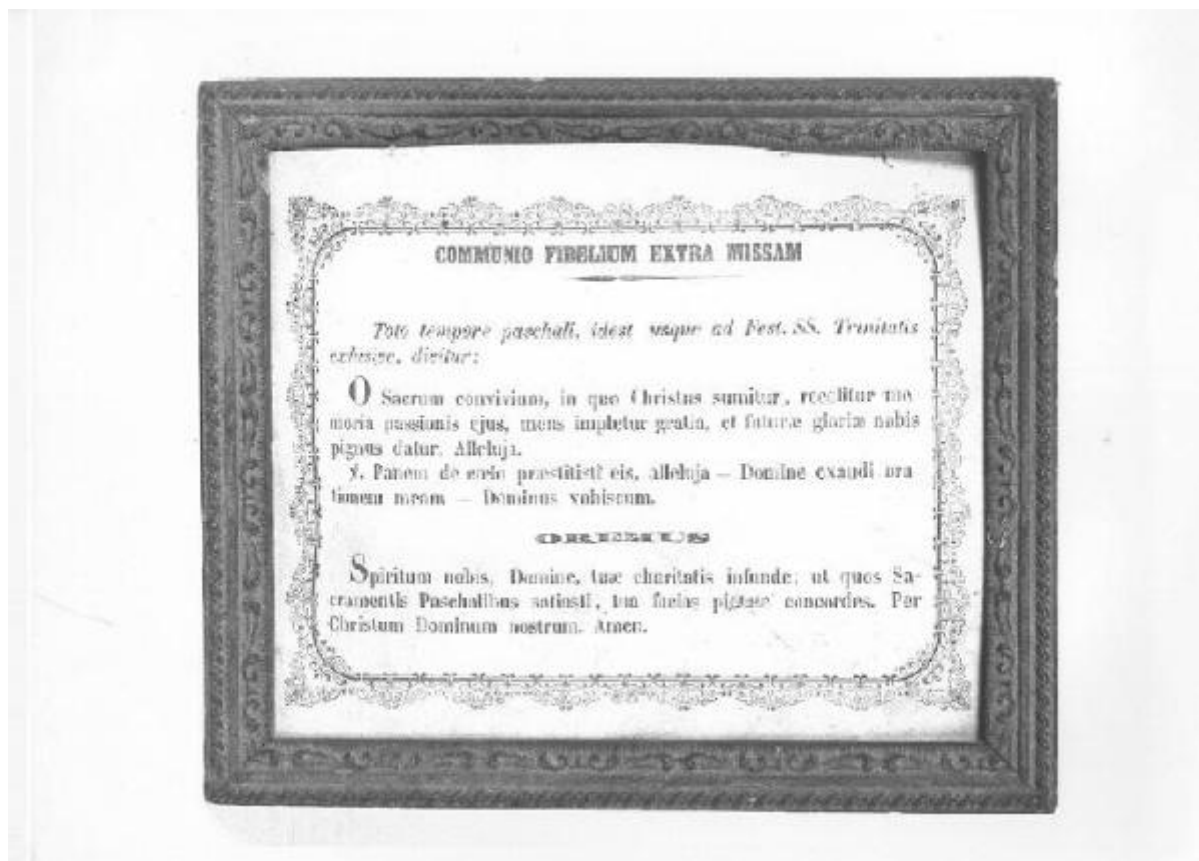 COMMUNIO FIDELIUM EXTRA MISSAM
Toto tempore paschali, idest usque ad Fest. SS. Trinitatis
exclusive, dicitur:
O Sacrum convivium, in quo Christus sumitur, recolitur me
moria passionis ejus, mens impletur gratia, et futuræ gloriæ nobis
pignus datur. Alleluja.
℣. Panem de cœlo præstitisti eis, alleluja — Domine exaudi ora
tionem meam — Dominus vobiscum.
OREMUS
Spiritum nobis, Domine, tuæ charitatis infunde; ut quos Sa-
cramentis Paschalibus satiasti, tua facias pietate concordes. Per
Christum Dominum nostrum. Amen.